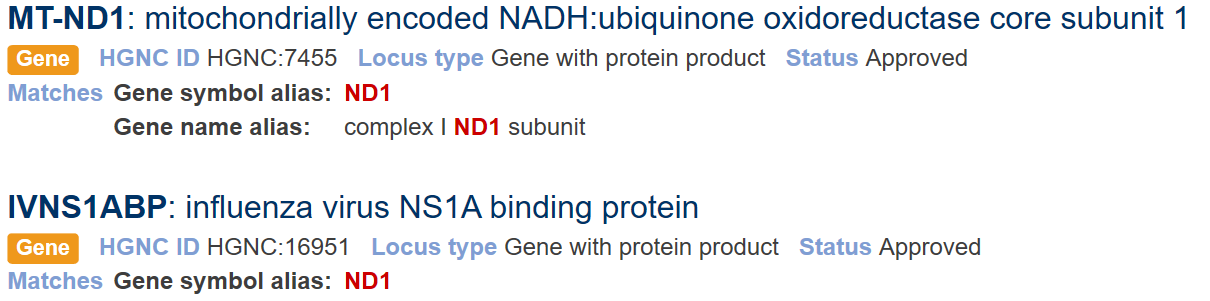 MT-ND1: mitochondrially encoded NADH:ubiquinone oxidoreductase core subunit 1
Gene HGNC ID HGNC:7455 Locus type Gene with protein product Status Approved
Matches Gene symbol alias: ND1
Gene name alias: complex I ND1 subunit
IVNS1ABP: influenza virus NS1A binding protein
Gene HGNC ID HGNC:16951 Locus type Gene with protein product Status Approved
Matches Gene symbol alias: ND1